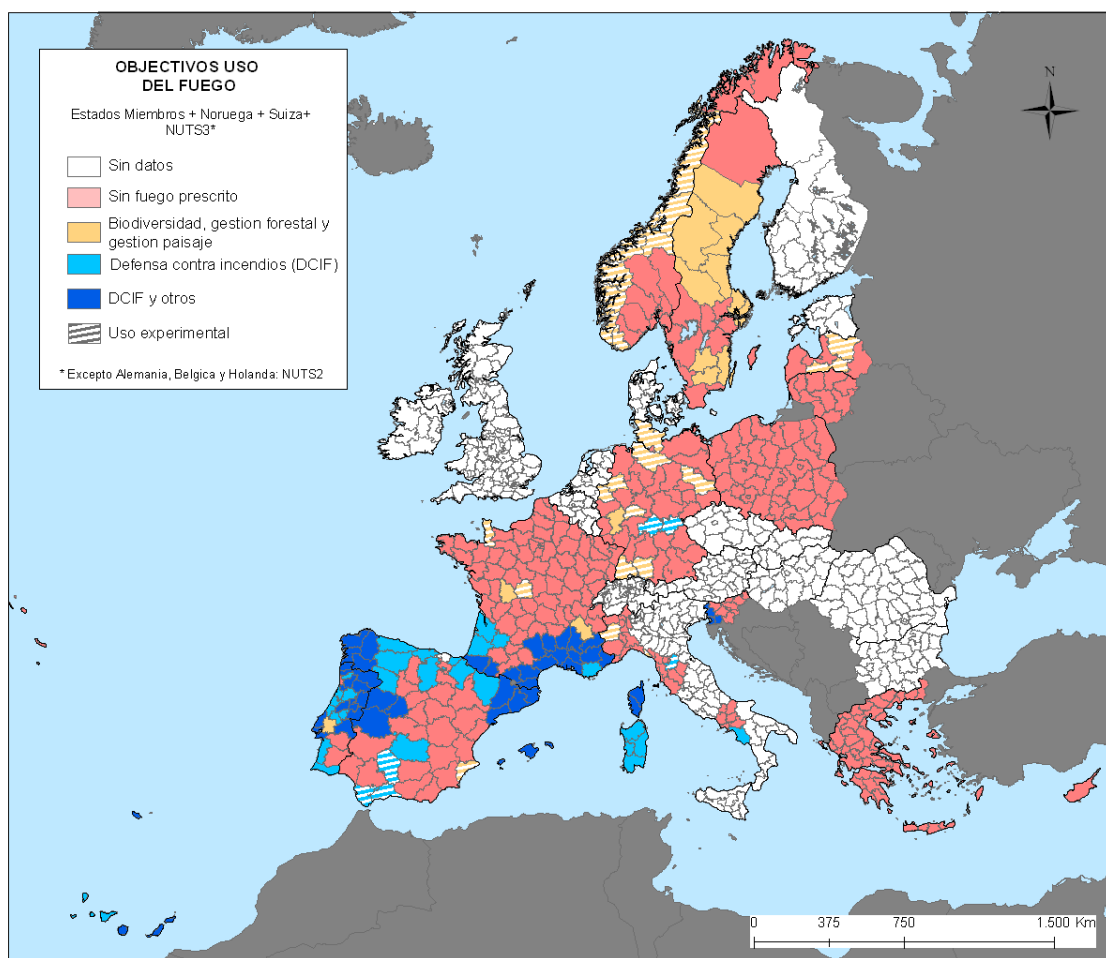 OBJECTIVOS USO
DEL FUEGO
Estados Miembros + Noruega + Suiza+
NUTS3*
Sin datos
Sin fuego prescrito
Biodiversidad, gestion forestal y
gestion paisaje
Defensa contra incendios (DCIF)
DCIF y otros
Uso experimental
* Excepto Alemania, Belgica y Holanda: NUTS2
N
0 375 750 1.500 Km